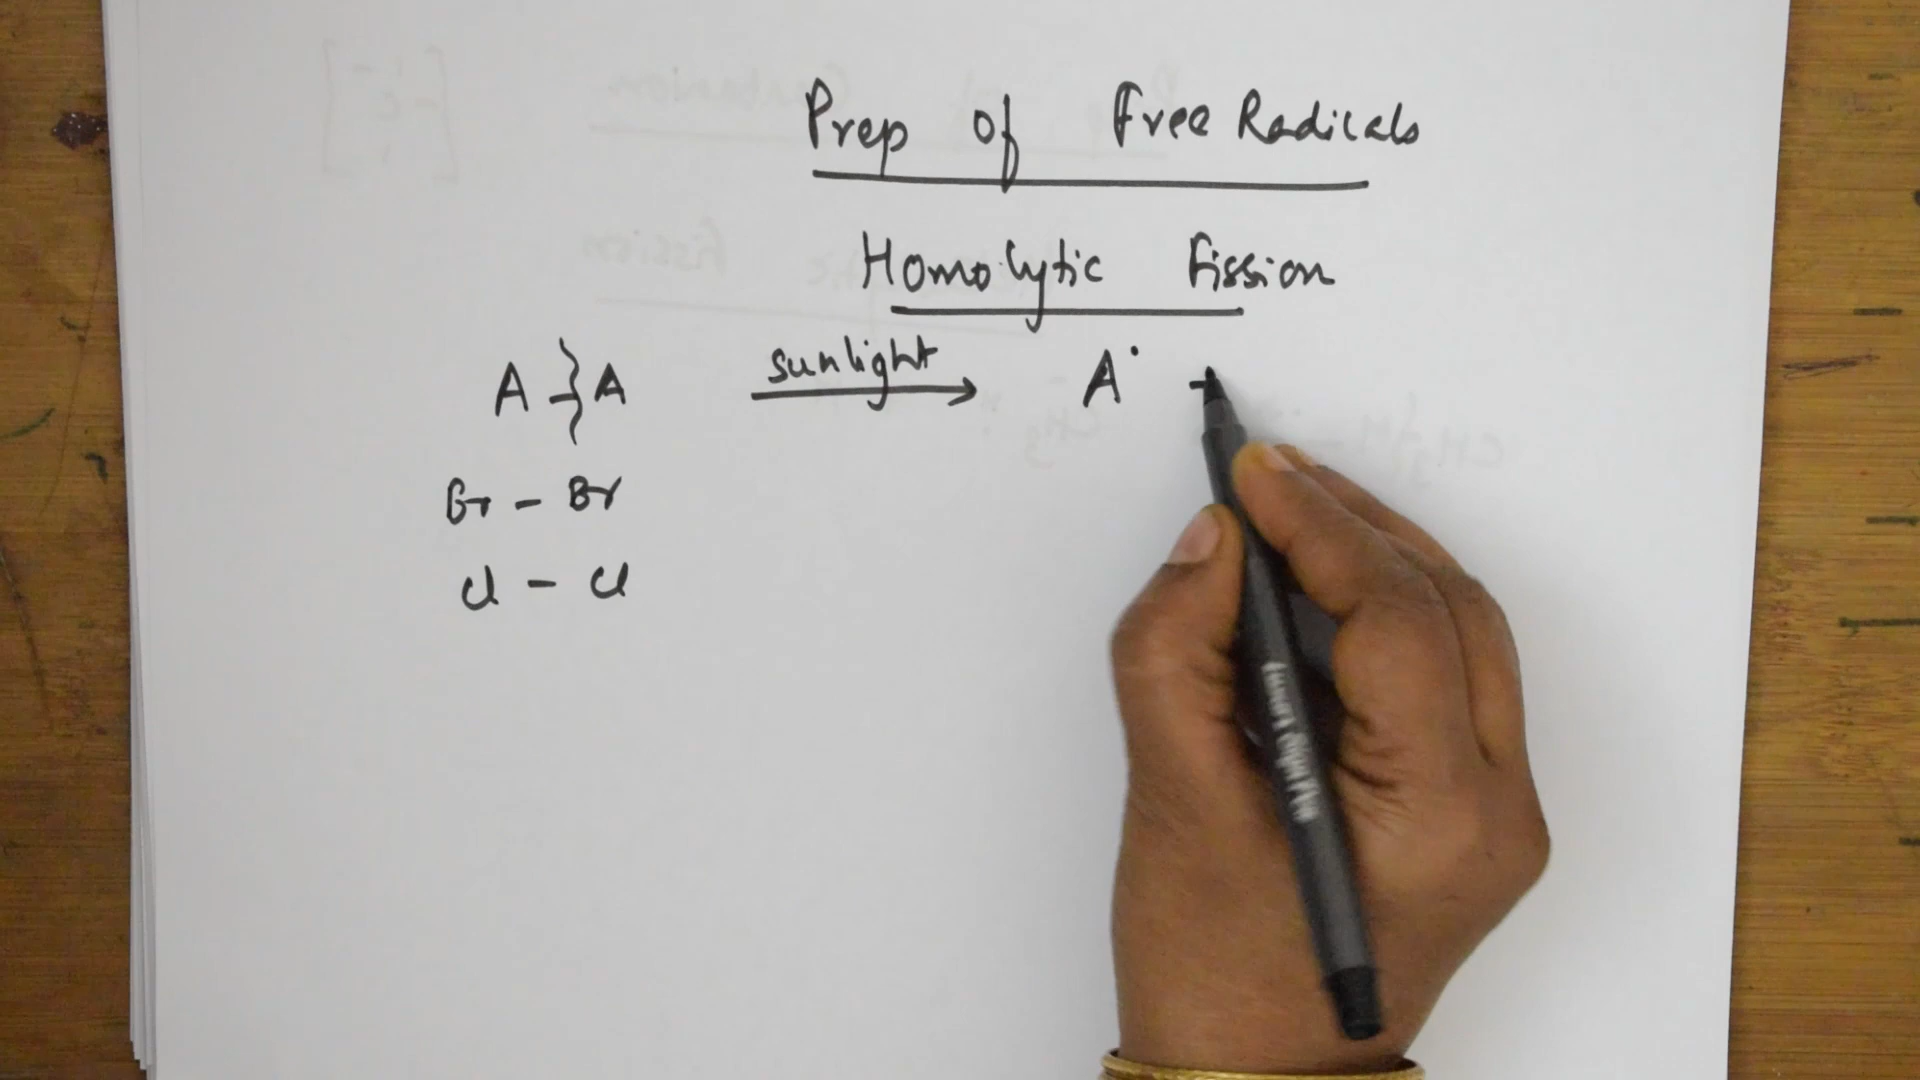 Prep of Free Radicals
Homolytic Fission
A - A sunlight → A• +
Br - Br
Cl - Cl